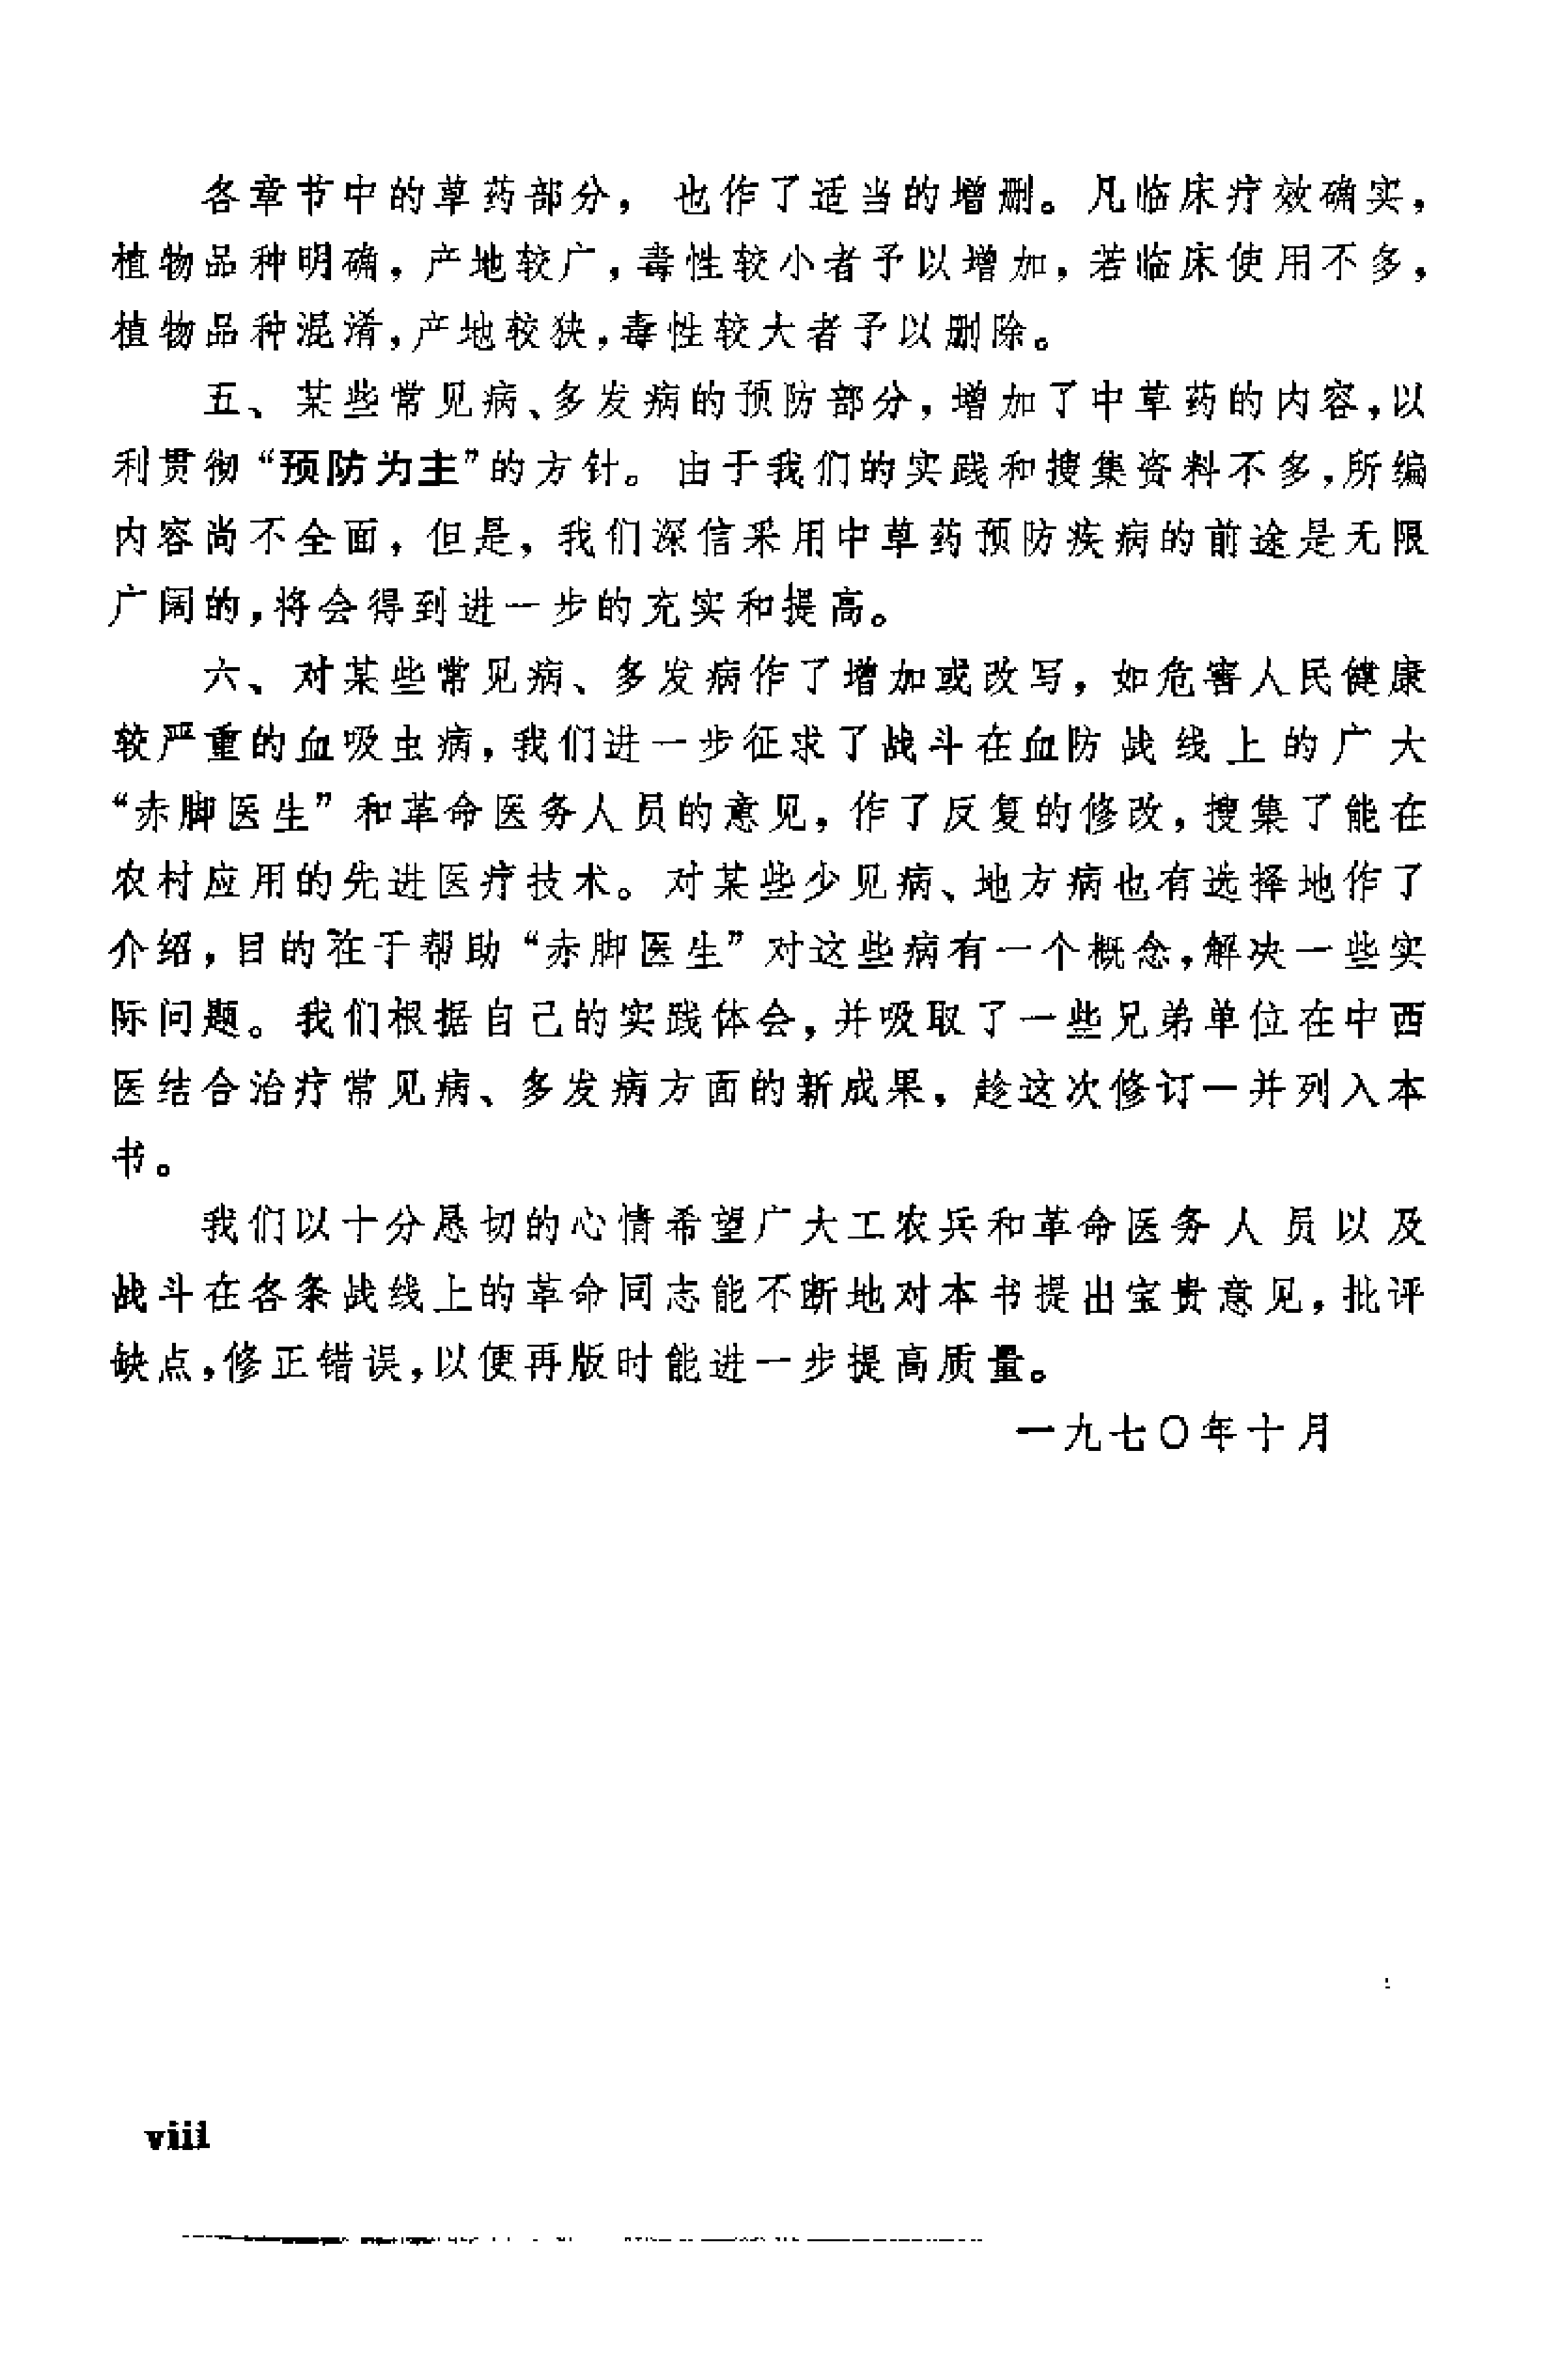 各章节中的草药部分，也作了适当的增删。凡临床疗效确实，
植物品种明确，产地较广，毒性较小者予以增加，若临床使用不多，
植物品种混淆，产地较狭，毒性较大者予以删除。
五、某些常见病、多发病的预防部分，增加了中草药的内容，以
利贯彻“预防为主”的方针。由于我们的实践和搜集资料不多，所编
内容尚不全面，但是，我们深信采用中草药预防疾病的前途是无限
广阔的，将会得到进一步的充实和提高。
六、对某些常见病、多发病作了增加或改写，如危害人民健康
较严重的血吸虫病，我们进一步征求了战斗在血防战线上的广大
“赤脚医生”和革命医务人员的意见，作了反复的修改，搜集了能在
农村应用的先进医疗技术。对某些少见病、地方病也有选择地作了
介绍，目的在于帮助“赤脚医生”对这些病有一个概念，解决一些实
际问题。我们根据自己的实践体会，并吸取了一些兄弟单位在中西
医结合治疗常见病、多发病方面的新成果，趁这次修订一并列入本
书。
我们以十分恳切的心情希望广大工农兵和革命医务人员以及
战斗在各条战线上的革命同志能不断地对本书提出宝贵意见，批评
缺点，修正错误，以便再版时能进一步提高质量。
一九七〇年十月
viii